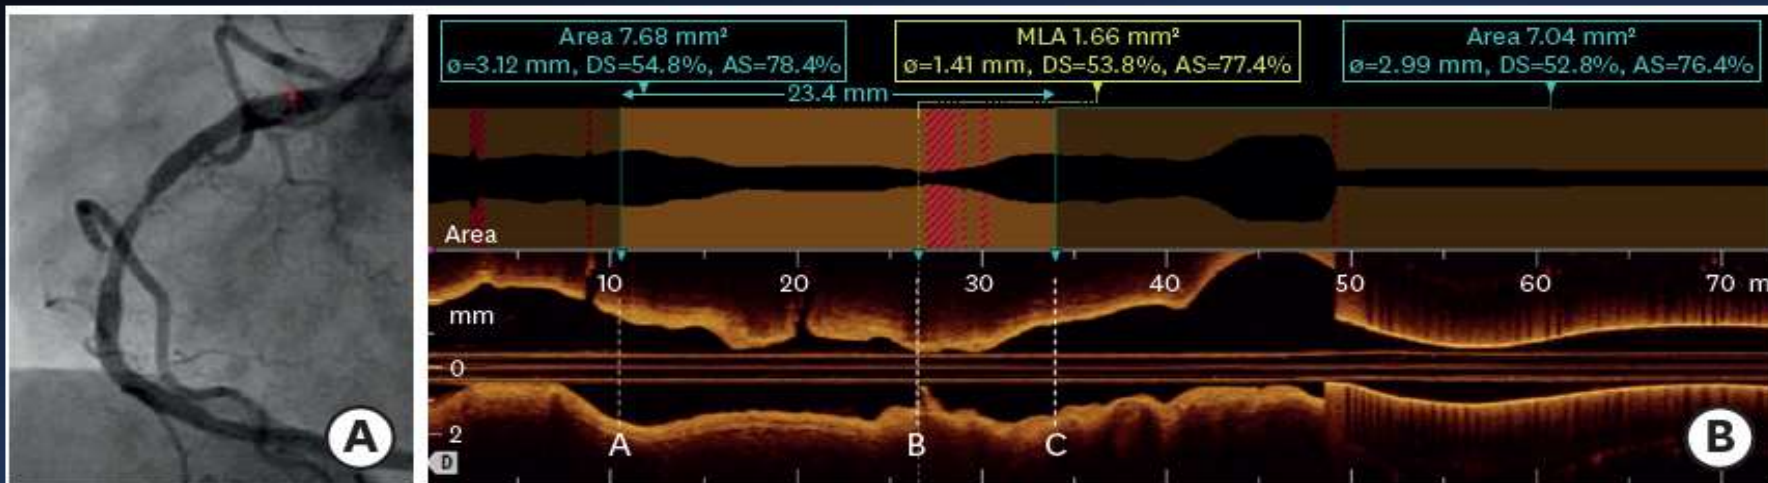 Area 7.68 mm²
ø=3.12 mm, DS=54.8%, AS=78.4%
MLA 1.66 mm²
ø=1.41 mm, DS=53.8%, AS=77.4%
Area 7.04 mm²
ø=2.99 mm, DS=52.8%, AS=76.4%
23.4 mm
Area
10 20 30 40 50 60 70 m
mm
0
2
A B C
D
A
B